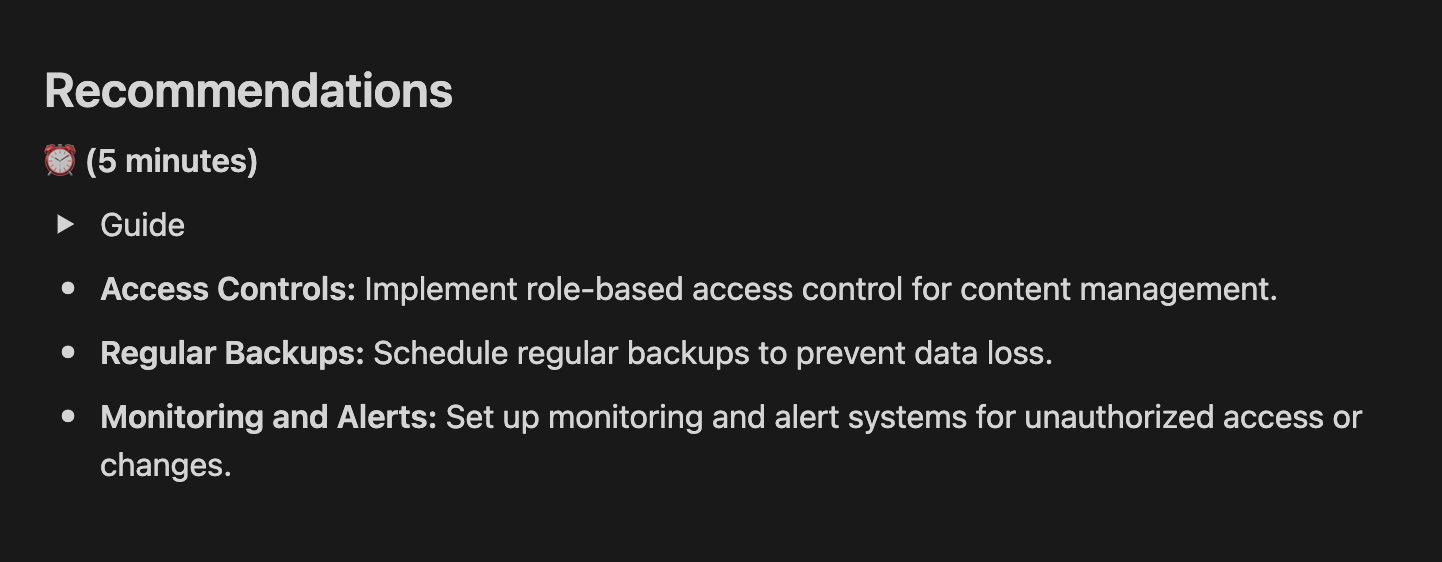 Recommendations
⏰ (5 minutes)
▶ Guide
• Access Controls: Implement role-based access control for content management.
• Regular Backups: Schedule regular backups to prevent data loss.
• Monitoring and Alerts: Set up monitoring and alert systems for unauthorized access or
changes.